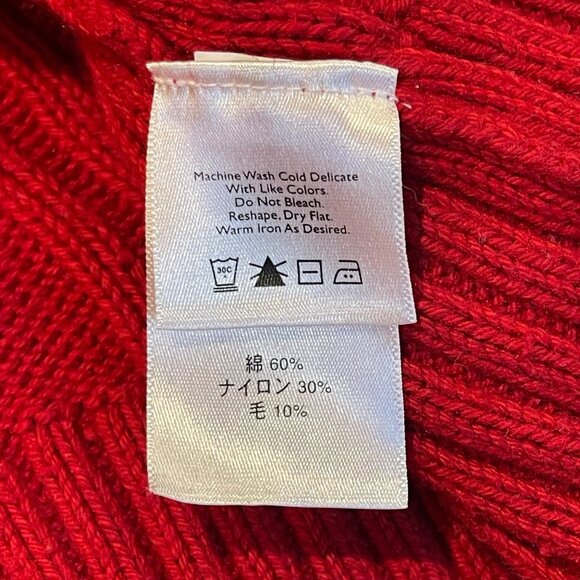 Machine Wash Cold Delicate
With Like Colors.
Do Not Bleach.
Reshape, Dry Flat.
Warm Iron As Desired.
30C
綿 60%
ナイロン 30%
毛 10%